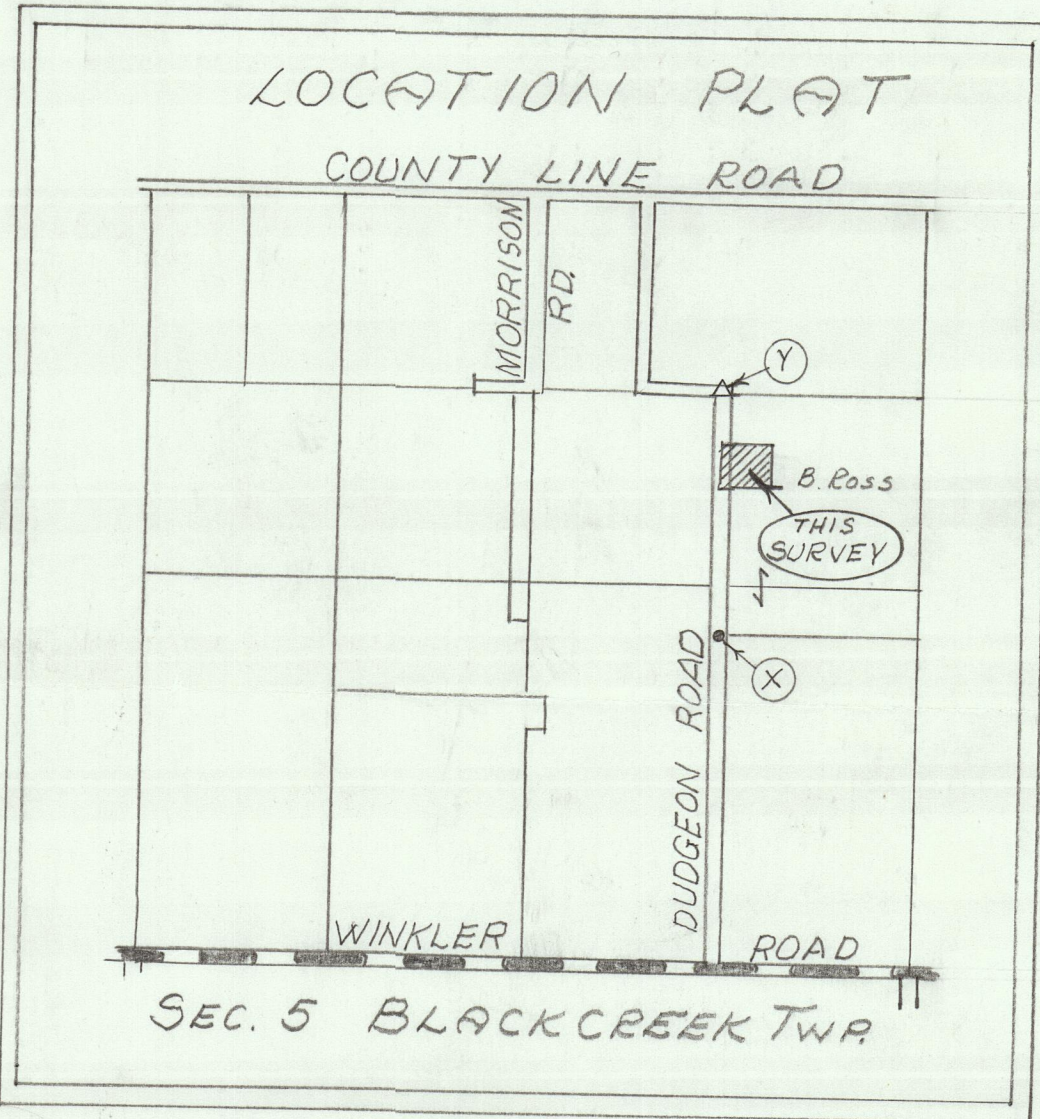 LOCATION PLAT
COUNTY LINE ROAD
MORRISON
RD.
Y
B. Ross
THIS
SURVEY
X
DUDGEON ROAD
WINKLER ROAD
SEC. 5 BLACKCREEK TWP.